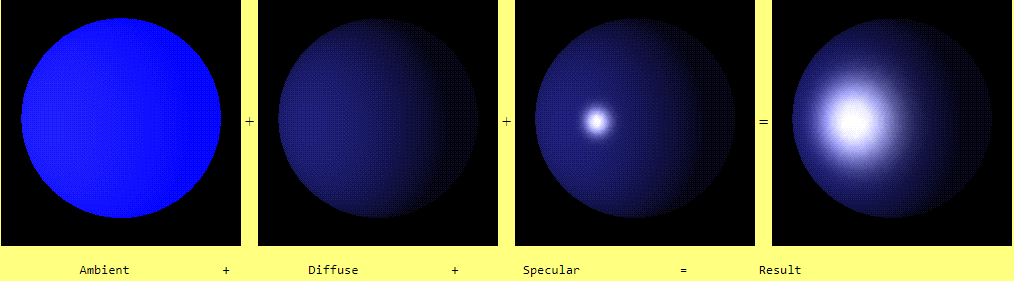 + + =
Ambient + Diffuse + Specular = Result